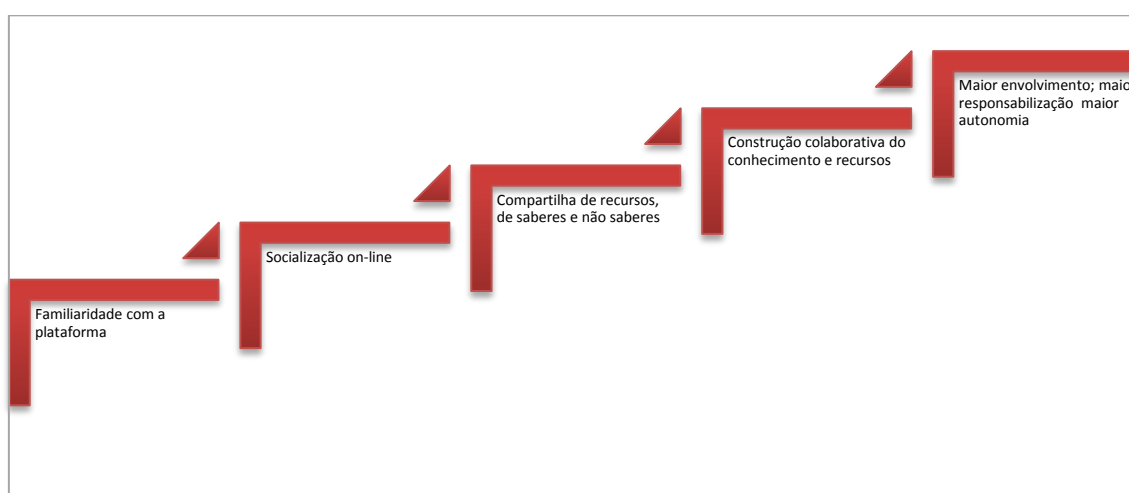 Familiaridade com a
plataforma
Socialização on-line
Compartilha de recursos,
de saberes e não saberes
Construção colaborativa do
conhecimento e recursos
Maior envolvimento; maio
responsabilização maior
autonomia